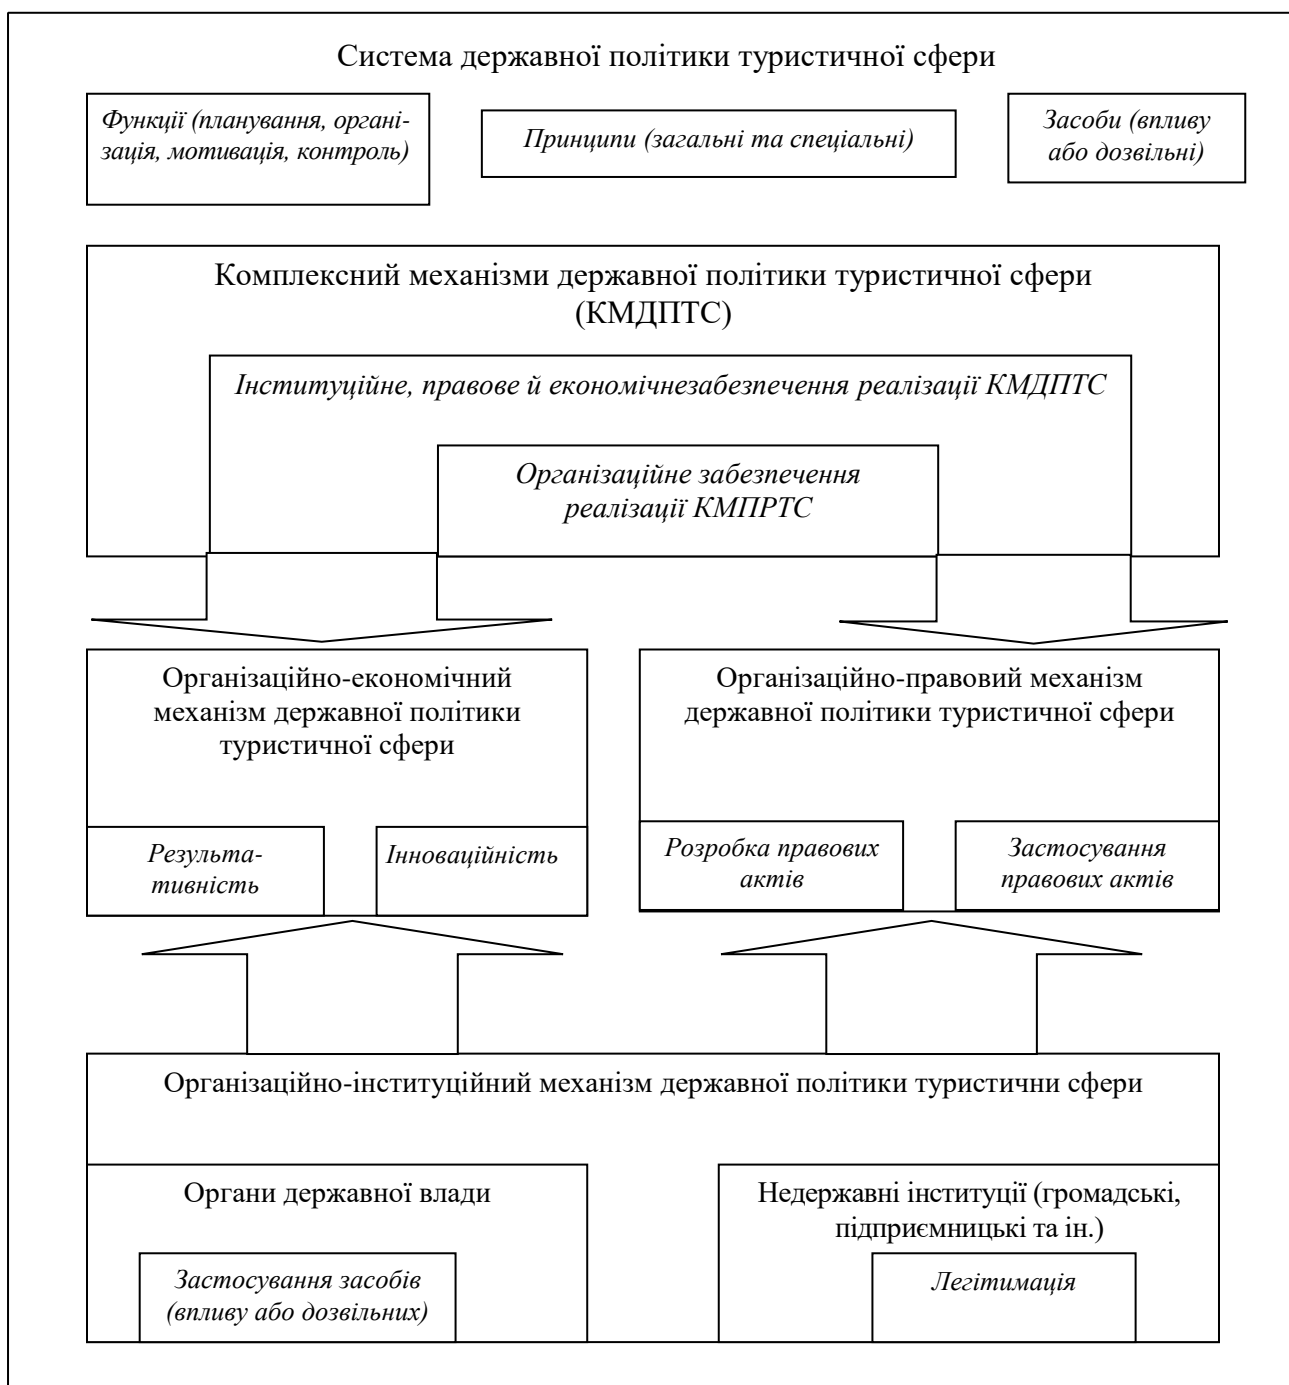 Система державної політики туристичної сфери
Функції (планування, органі-
зація, мотивація, контроль)
Принципи (загальні та спеціальні)
Засоби (впливу
або дозвільні)
Комплексний механізми державної політики туристичної сфери
(КМДПТС)
Інституційне, правове й економічнезабезпечення реалізації КМДПТС
Організаційне забезпечення
реалізації КМПРТС
Організаційно-економічний
механізм державної політики
туристичної сфери
Організаційно-правовий механізм
державної політики туристичної сфери
Результа-
тивність
Інноваційність
Розробка правових
актів
Застосування
правових актів
Організаційно-інституційний механізм державної політики туристични сфери
Органи державної влади
Недержавні інституції (громадські,
підприємницькі та ін.)
Застосування засобів
(впливу або дозвільних)
Легітимація